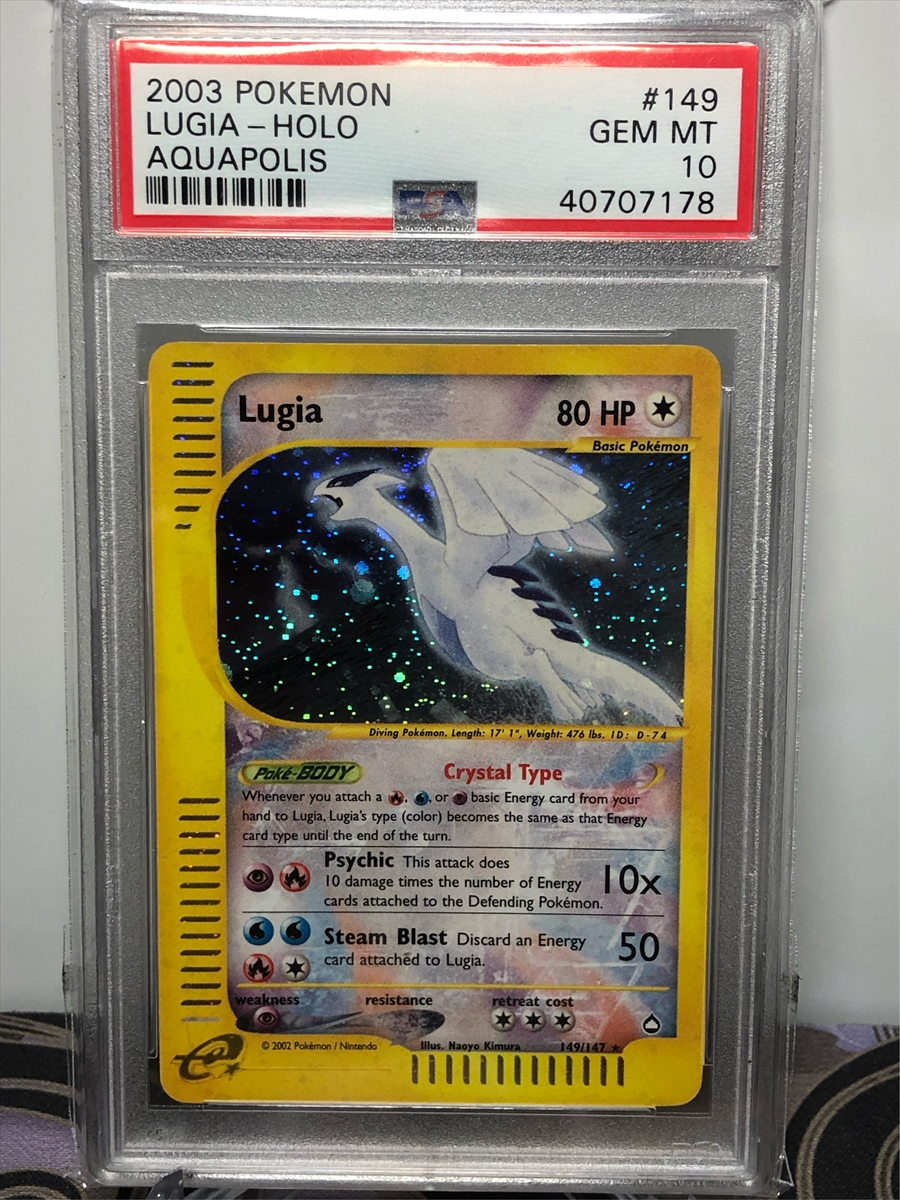 2003 POKEMON #149
LUGIA – HOLO GEM MT
AQUAPOLIS 10
40707178
PSA
Lugia 80 HP
Basic Pokémon
Diving Pokémon. Length: 17' 1", Weight: 476 lbs. ID: D-74
Poké-BODY Crystal Type
Whenever you attach a , , or basic Energy card from your
hand to Lugia, Lugia's type (color) becomes the same as that Energy
card type until the end of the turn.
Psychic This attack does
10 damage times the number of Energy 10x
cards attached to the Defending Pokémon.
Steam Blast Discard an Energy 50
card attached to Lugia.
weakness resistance retreat cost
© 2002 Pokémon / Nintendo Illus. Naoyo Kimura 149/147 ★
e